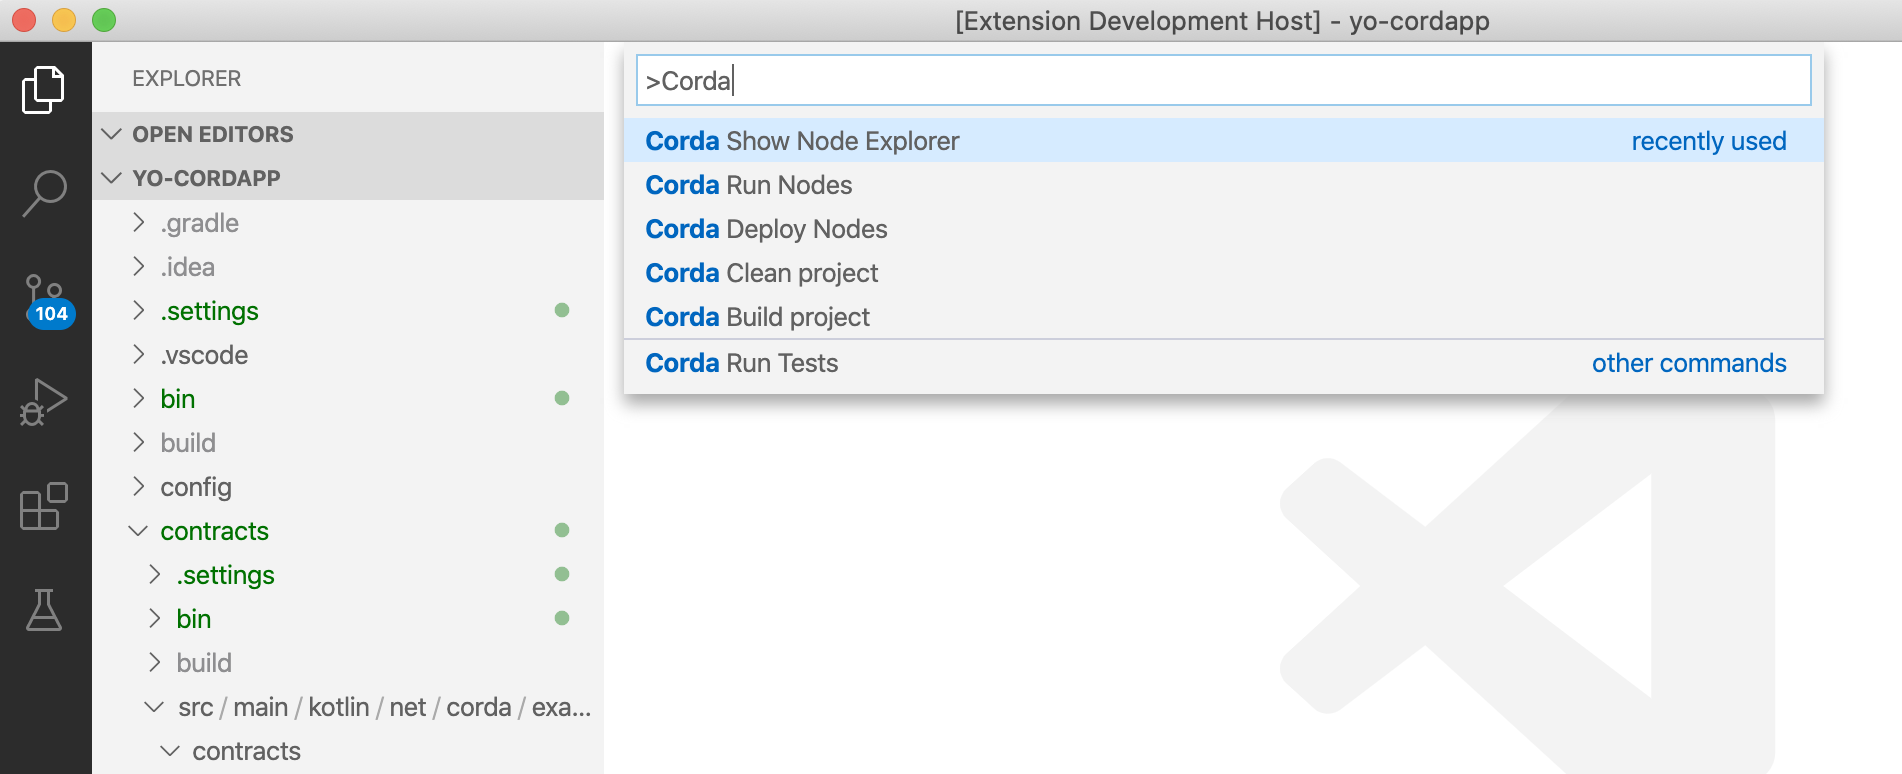 [Extension Development Host] - yo-cordapp
EXPLORER
OPEN EDITORS
YO-CORDAPP
.gradle
.idea
.settings
.vscode
bin
build
config
contracts
.settings
bin
build
src / main / kotlin / net / corda / exa...
contracts
104
>Corda
Corda Show Node Explorer recently used
Corda Run Nodes
Corda Deploy Nodes
Corda Clean project
Corda Build project
Corda Run Tests other commands